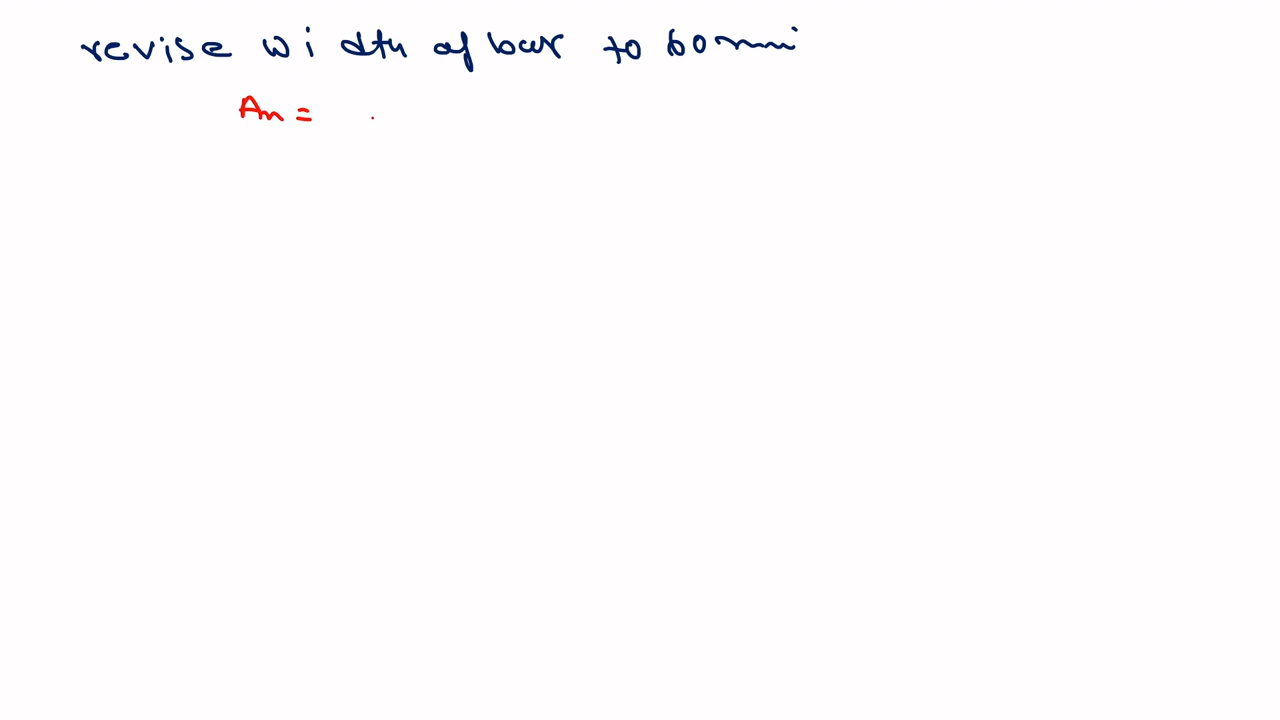 revise width of bar to 60mm
An =